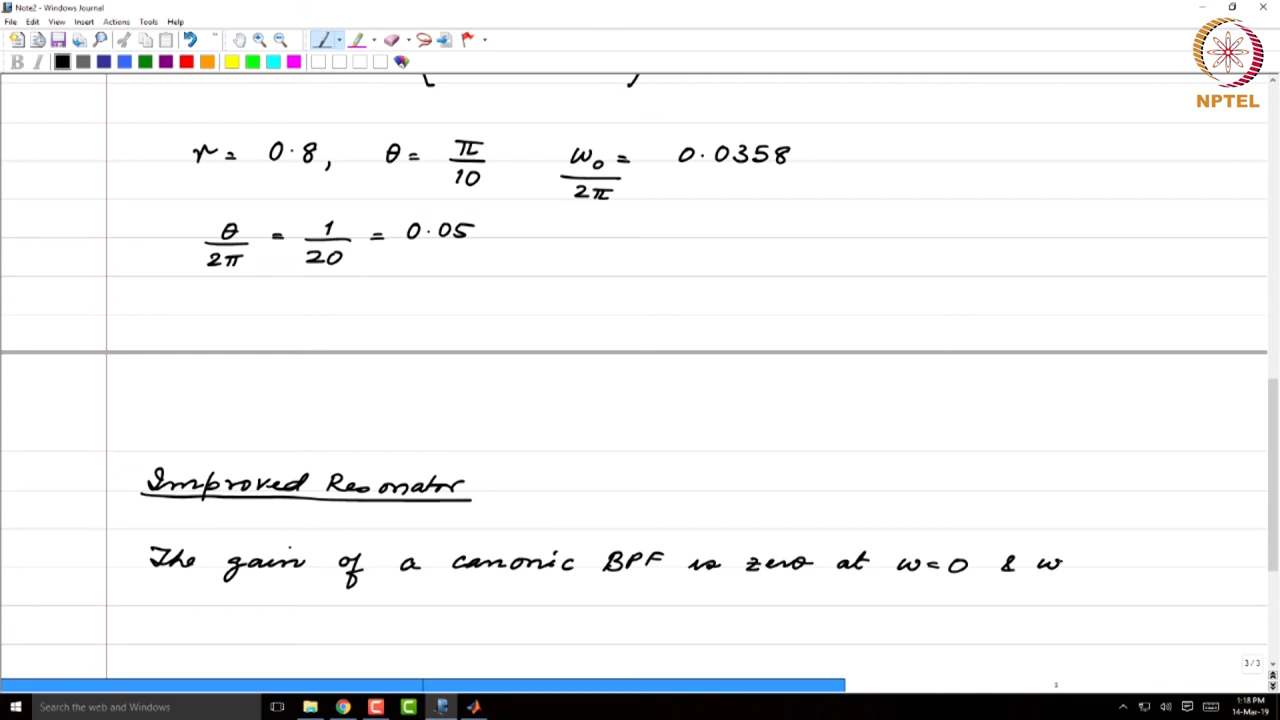 Note2 - Windows Journal
File Edit View Insert Actions Tools Help
B I
NPTEL
r = 0.8, θ = π/10 ω₀/2π = 0.0358
θ/2π = 1/20 = 0.05
Improved Resonator
The gain of a canonic BPF is zero at ω=0 & ω
3/3
3
Search the web and Windows
1:18 PM
14-Mar-19